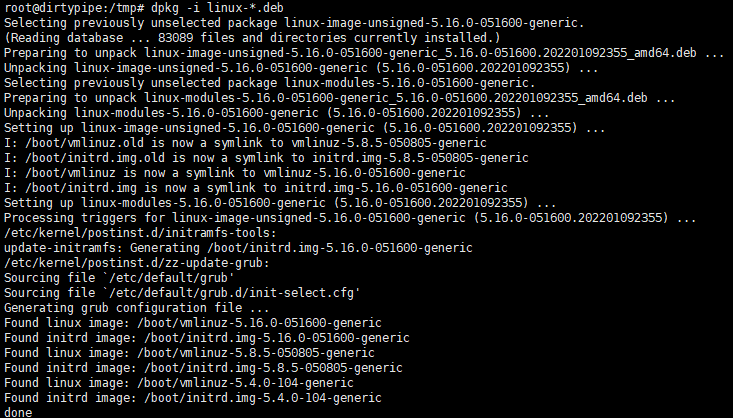 root@dirtypipe:/tmp# dpkg -i linux-*.deb
Selecting previously unselected package linux-image-unsigned-5.16.0-051600-generic.
(Reading database ... 83089 files and directories currently installed.)
Preparing to unpack linux-image-unsigned-5.16.0-051600-generic_5.16.0-051600.202201092355_amd64.deb ...
Unpacking linux-image-unsigned-5.16.0-051600-generic (5.16.0-051600.202201092355) ...
Selecting previously unselected package linux-modules-5.16.0-051600-generic.
Preparing to unpack linux-modules-5.16.0-051600-generic_5.16.0-051600.202201092355_amd64.deb ...
Unpacking linux-modules-5.16.0-051600-generic (5.16.0-051600.202201092355) ...
Setting up linux-image-unsigned-5.16.0-051600-generic (5.16.0-051600.202201092355) ...
I: /boot/vmlinuz.old is now a symlink to vmlinuz-5.8.5-050805-generic
I: /boot/initrd.img.old is now a symlink to initrd.img-5.8.5-050805-generic
I: /boot/vmlinuz is now a symlink to vmlinuz-5.16.0-051600-generic
I: /boot/initrd.img is now a symlink to initrd.img-5.16.0-051600-generic
Setting up linux-modules-5.16.0-051600-generic (5.16.0-051600.202201092355) ...
Processing triggers for linux-image-unsigned-5.16.0-051600-generic (5.16.0-051600.202201092355) ...
/etc/kernel/postinst.d/initramfs-tools:
update-initramfs: Generating /boot/initrd.img-5.16.0-051600-generic
/etc/kernel/postinst.d/zz-update-grub:
Sourcing file `/etc/default/grub'
Sourcing file `/etc/default/grub.d/init-select.cfg'
Generating grub configuration file ...
Found linux image: /boot/vmlinuz-5.16.0-051600-generic
Found initrd image: /boot/initrd.img-5.16.0-051600-generic
Found linux image: /boot/vmlinuz-5.8.5-050805-generic
Found initrd image: /boot/initrd.img-5.8.5-050805-generic
Found linux image: /boot/vmlinuz-5.4.0-104-generic
Found initrd image: /boot/initrd.img-5.4.0-104-generic
done